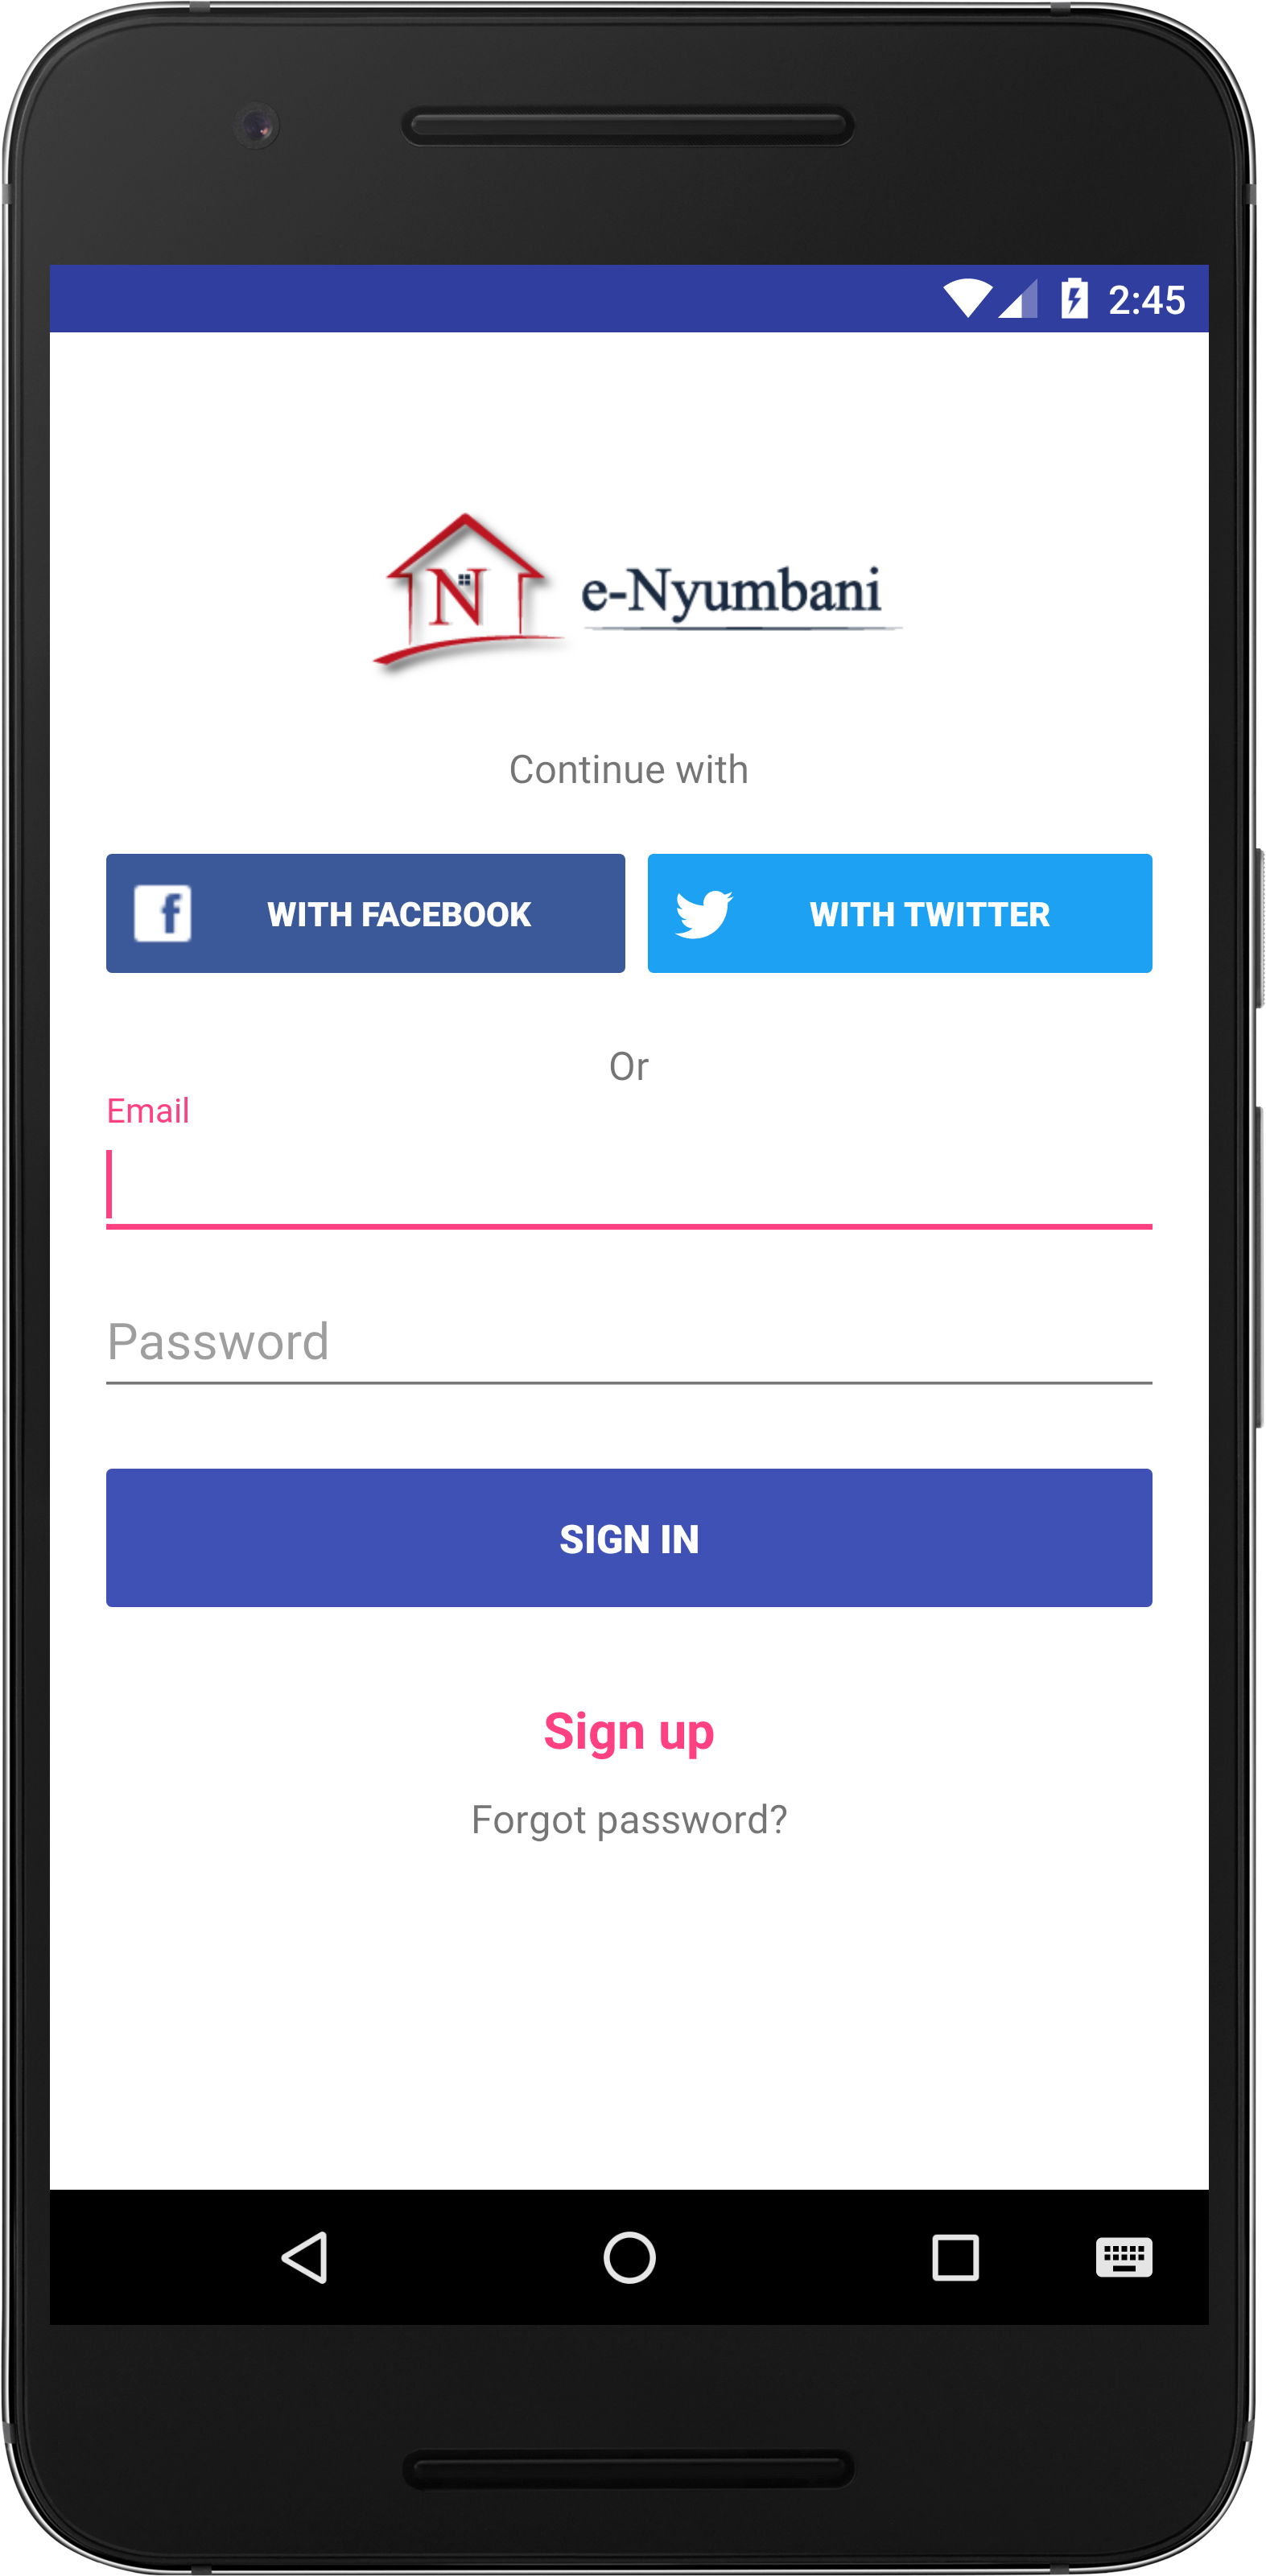 2:45
N
e-Nyumbani
Continue with
f WITH FACEBOOK
WITH TWITTER
Or
Email
Password
SIGN IN
Sign up
Forgot password?